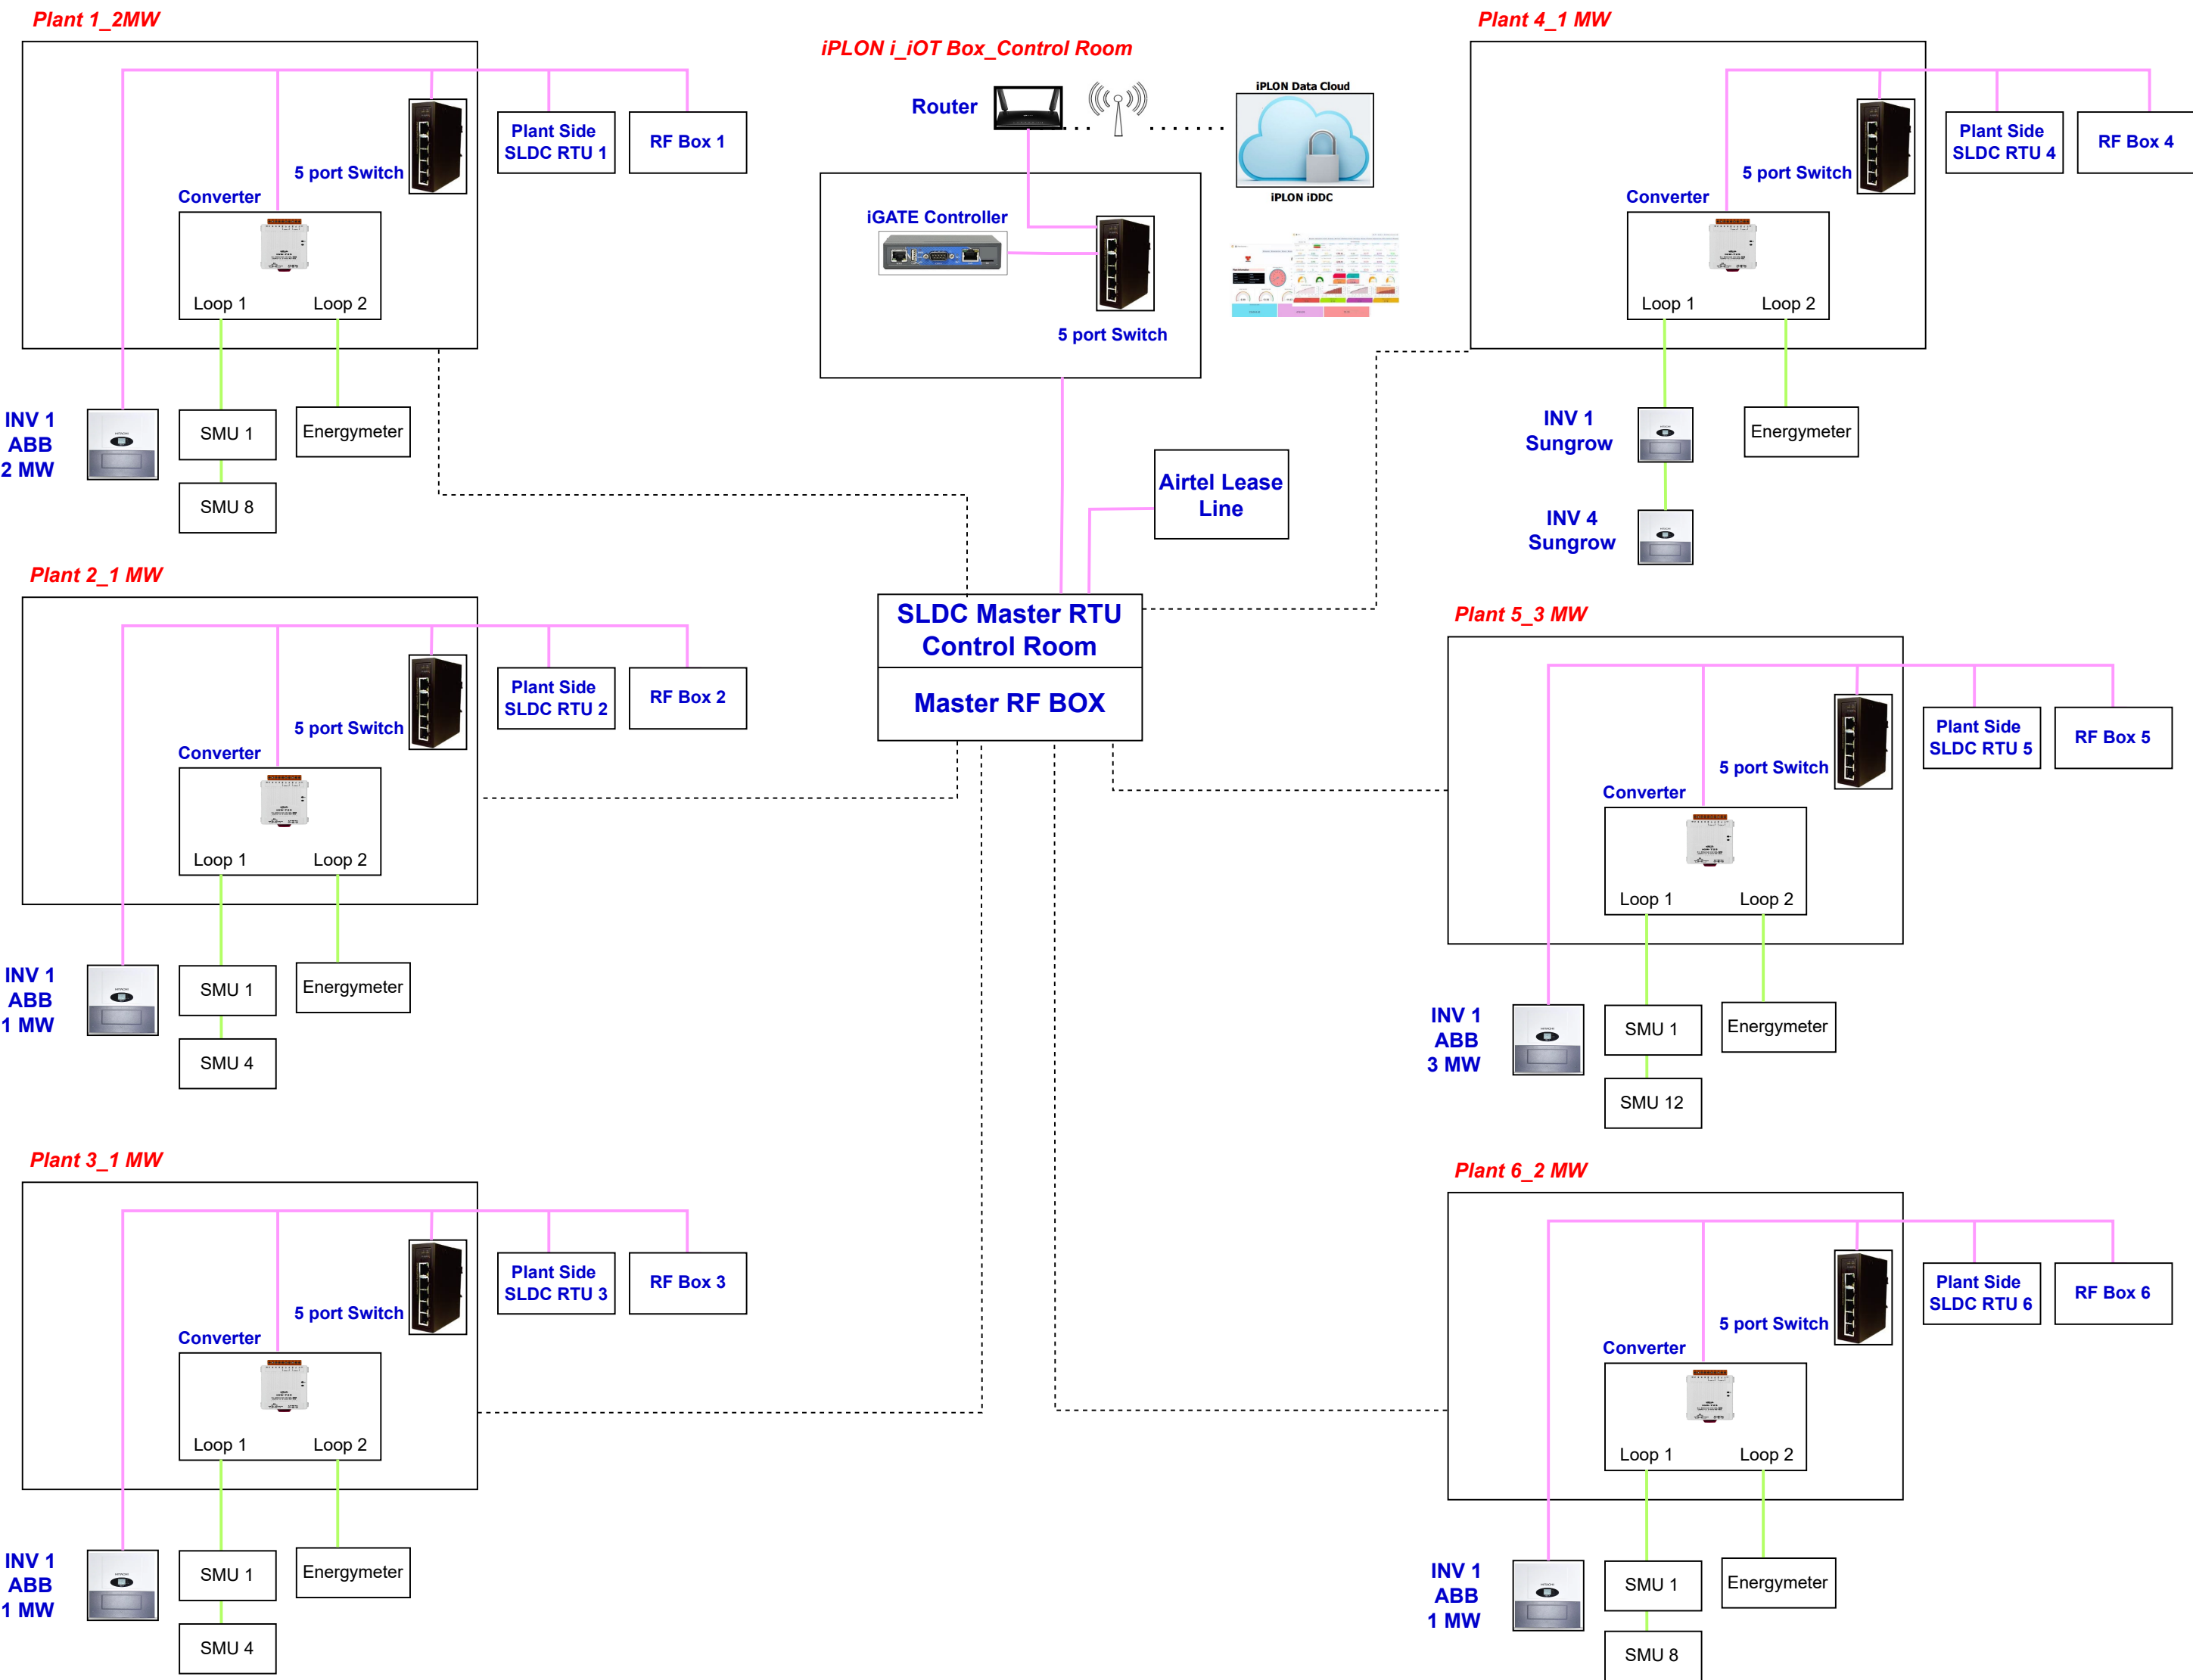 Plant 1_2MW
5 port Switch
Converter
Loop 1
Loop 2
Plant Side
SLDC RTU 1
RF Box 1
INV 1
ABB
2 MW
SMU 1
SMU 8
Energymeter
iPLON i_iOT Box_Control Room
Router
iPLON Data Cloud
iPLON iDDC
iGATE Controller
5 port Switch
Airtel Lease
Line
SLDC Master RTU
Control Room
Master RF BOX
Plant 4_1 MW
5 port Switch
Converter
Loop 1
Loop 2
Plant Side
SLDC RTU 4
RF Box 4
INV 1
Sungrow
INV 4
Sungrow
Energymeter
Plant 2_1 MW
5 port Switch
Converter
Loop 1
Loop 2
Plant Side
SLDC RTU 2
RF Box 2
INV 1
ABB
1 MW
SMU 1
SMU 4
Energymeter
Plant 5_3 MW
5 port Switch
Converter
Loop 1
Loop 2
Plant Side
SLDC RTU 5
RF Box 5
INV 1
ABB
3 MW
SMU 1
SMU 12
Energymeter
Plant 3_1 MW
5 port Switch
Converter
Loop 1
Loop 2
Plant Side
SLDC RTU 3
RF Box 3
INV 1
ABB
1 MW
SMU 1
SMU 4
Energymeter
Plant 6_2 MW
5 port Switch
Converter
Loop 1
Loop 2
Plant Side
SLDC RTU 6
RF Box 6
INV 1
ABB
1 MW
SMU 1
SMU 8
Energymeter